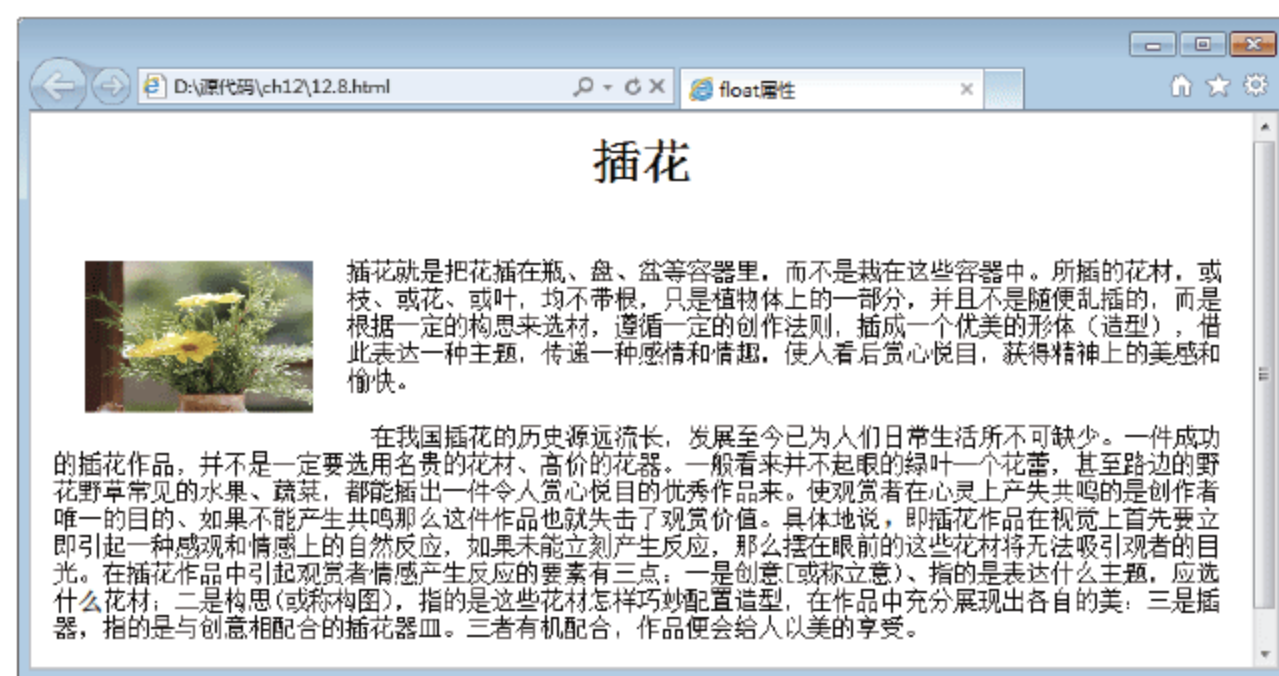 D:\源代码\ch12\12.8.html
float属性
插花
插花就是把花插在瓶、盘、盆等容器里，而不是栽在这些容器中。所插的花材，或
枝、或花、或叶，均不带根，只是植物体上的一部分，并且不是随便乱插的，而是
根据一定的构思来选材，遵循一定的创作法则，插成一个优美的形体（造型），借
此表达一种主题，传递一种感情和情趣，使人看后赏心悦目，获得精神上的美感和
愉快。
在我国插花的历史源远流长，发展至今已为人们日常生活所不可缺少。一件成功
的插花作品，并不是一定要选用名贵的花材、高价的花器。一般看来并不起眼的绿叶一个花蕾，甚至路边的野
花野草常见的水果、蔬菜，都能插出一件令人赏心悦目的优秀作品来。使观赏者在心灵上产失共鸣的是创作者
唯一的目的、如果不能产生共鸣那么这件作品也就失击了观赏价值。具体地说，即插花作品在视觉上首先要立
即引起一种感观和情感上的自然反应，如果未能立刻产生反应，那么摆在眼前的这些花材将无法吸引观者的目
光。在插花作品中引起观赏者情感产生反应的要素有三点：一是创意[或称立意)、指的是表达什么主题，应选
什么花材；二是构思(或称构图)，指的是这些花材怎样巧妙配置造型，在作品中充分展现出各自的美；三是插
器，指的是与创意相配合的插花器皿。三者有机配合，作品便会给人以美的享受。